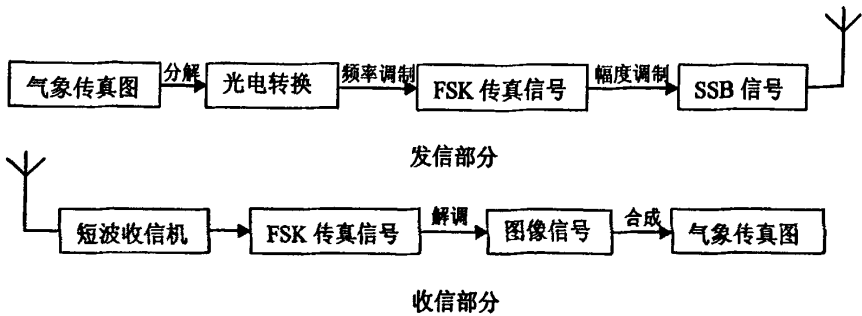 气象传真图 分解 光电转换 频率调制 FSK 传真信号 幅度调制 SSB 信号
发信部分
短波收信机 FSK 传真信号 解调 图像信号 合成 气象传真图
收信部分